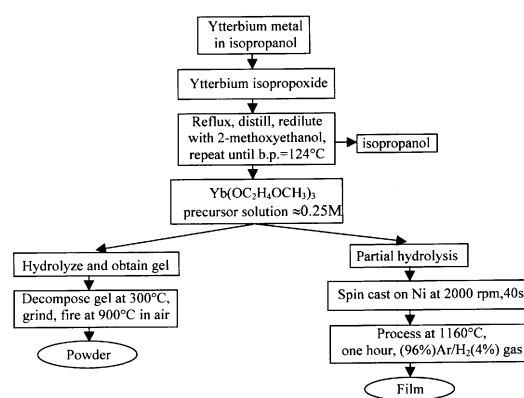 Ytterbium metal
in isopropanol
Ytterbium isopropoxide
Reflux, distill, redilute
with 2-methoxyethanol,
repeat until b.p.=124°C
isopropanol
Yb(OC₂H₄OCH₃)₃
precursor solution ≈0.25M
Hydrolyze and obtain gel
Decompose gel at 300°C,
grind, fire at 900°C in air
Powder
Partial hydrolysis
Spin cast on Ni at 2000 rpm,40s
Process at 1160°C,
one hour, (96%)Ar/H₂(4%) gas
Film